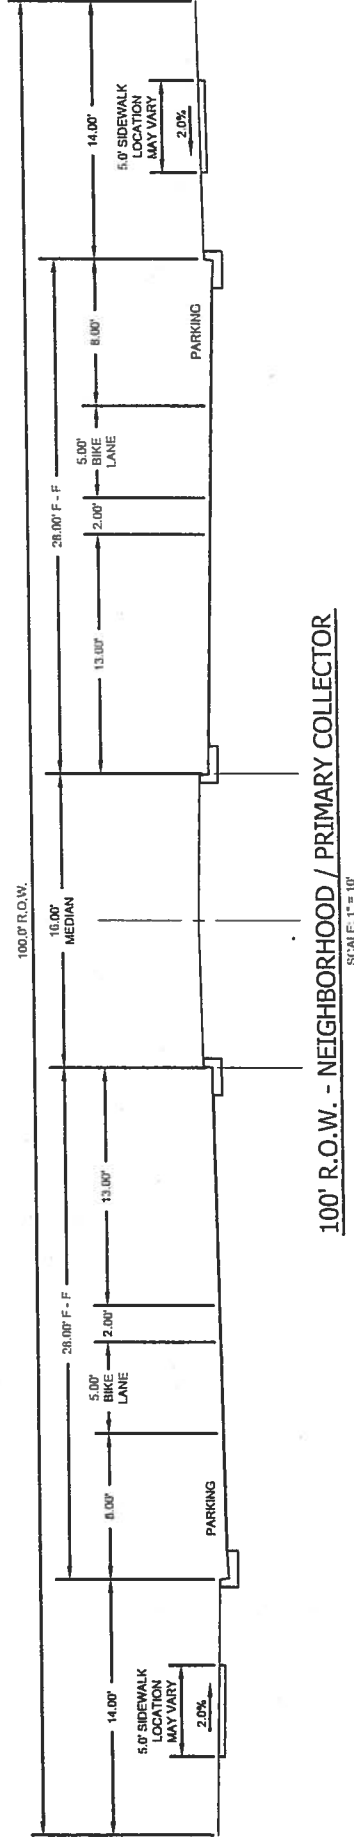 100.0' R.O.W.
28.00' F - F
16.00'
MEDIAN
28.00' F - F
14.00'
8.00'
5.00'
BIKE
LANE
2.00'
13.00'
13.00'
2.00'
5.00'
BIKE
LANE
8.00'
14.00'
5.0' SIDEWALK
LOCATION
MAY VARY
2.0%
PARKING
PARKING
5.0' SIDEWALK
LOCATION
MAY VARY
2.0%
100' R.O.W. - NEIGHBORHOOD / PRIMARY COLLECTOR
SCALE: 1" = 10'